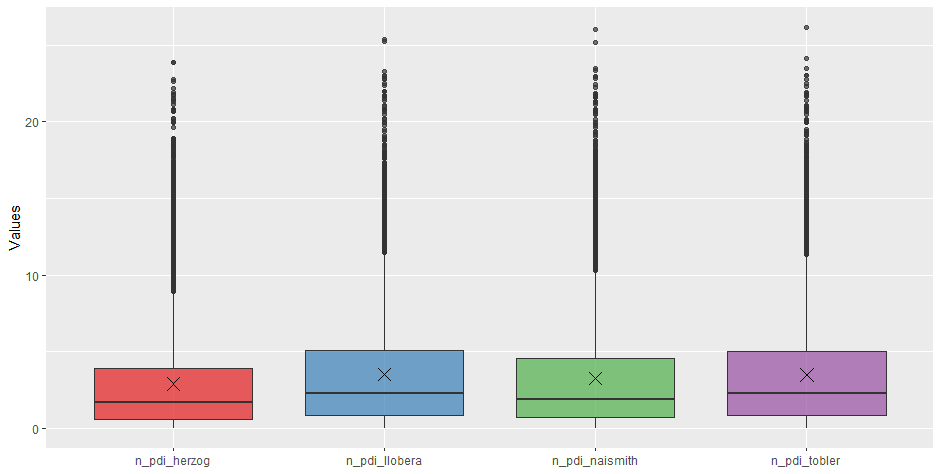 Values
20
10
0
n_pdi_herzog
n_pdi_llobera
n_pdi_naismith
n_pdi_tobler